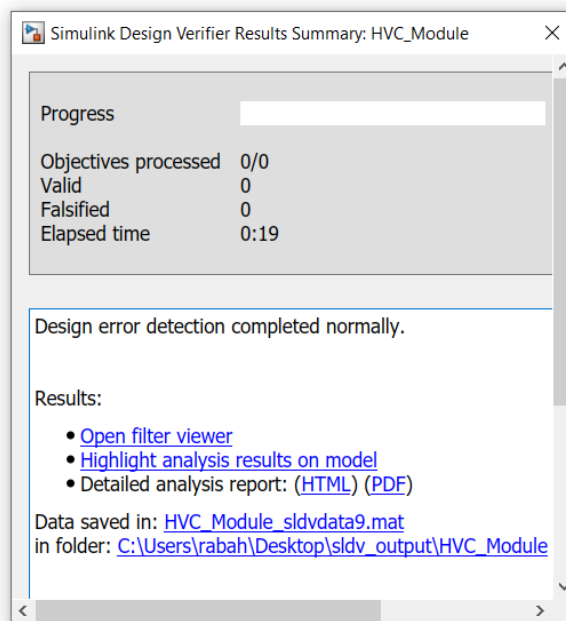 Simulink Design Verifier Results Summary: HVC_Module
Progress
Objectives processed 0/0
Valid 0
Falsified 0
Elapsed time 0:19
Design error detection completed normally.
Results:
• Open filter viewer
• Highlight analysis results on model
• Detailed analysis report: (HTML) (PDF)
Data saved in: HVC_Module_sldvdata9.mat
in folder: C:\Users\rabah\Desktop\sldv_output\HVC_Module